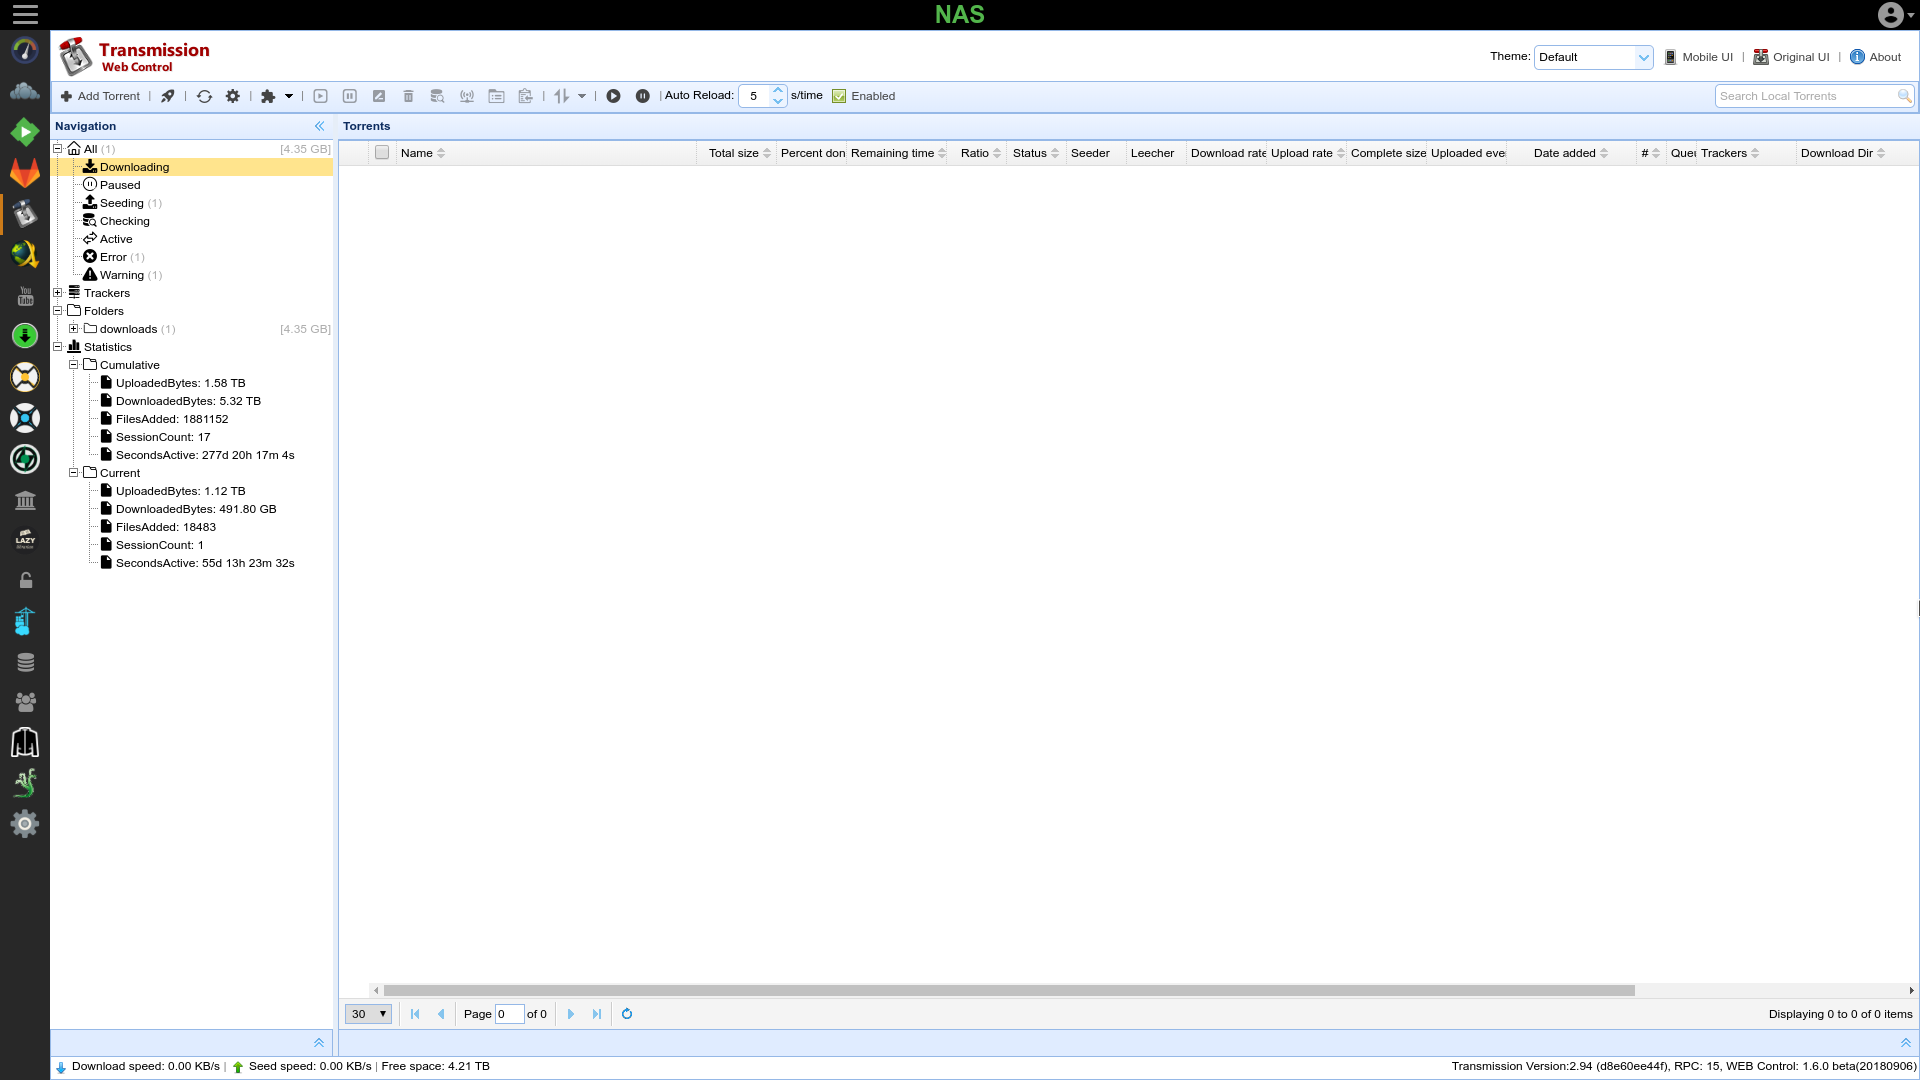 NAS
Transmission
Web Control
Theme: Default Mobile UI | Original UI | About
Add Torrent | Auto Reload: 5 s/time Enabled Search Local Torrents
Navigation
Torrents
Name Total size Percent don Remaining time Ratio Status Seeder Leecher Download rate Upload rate Complete size Uploaded eve Date added # Queu Trackers Download Dir
All (1) [4.35 GB]
Downloading
Paused
Seeding (1)
Checking
Active
Error (1)
Warning (1)
Trackers
Folders
downloads (1) [4.35 GB]
Statistics
Cumulative
UploadedBytes: 1.58 TB
DownloadedBytes: 5.32 TB
FilesAdded: 1881152
SessionCount: 17
SecondsActive: 277d 20h 17m 4s
Current
UploadedBytes: 1.12 TB
DownloadedBytes: 491.80 GB
FilesAdded: 18483
SessionCount: 1
SecondsActive: 55d 13h 23m 32s
You
Tube
LAZY
30 Page 0 of 0 Displaying 0 to 0 of 0 items
Download speed: 0.00 KB/s | Seed speed: 0.00 KB/s | Free space: 4.21 TB
Transmission Version:2.94 (d8e60ee44f), RPC: 15, WEB Control: 1.6.0 beta(20180906)